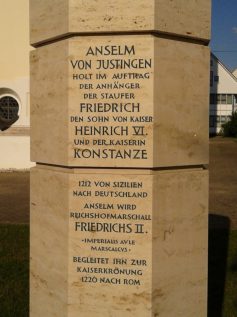 ANSELM
VON JUSTINGEN
HOLT IM AUFTRAG
DER ANHÄNGER
DER STAUFER
FRIEDRICH
DEN SOHN VON KAISER
HEINRICH VI.
UND DER KAISERIN
KONSTANZE
1212 VON SIZILIEN
NACH DEUTSCHLAND
ANSELM WIRD
REICHSHOFMARSCHALL
FRIEDRICHS II.
»IMPERIALIS AULE
MARSCALCUS«
BEGLEITET IHN ZUR
KAISERKRÖNUNG
1220 NACH ROM